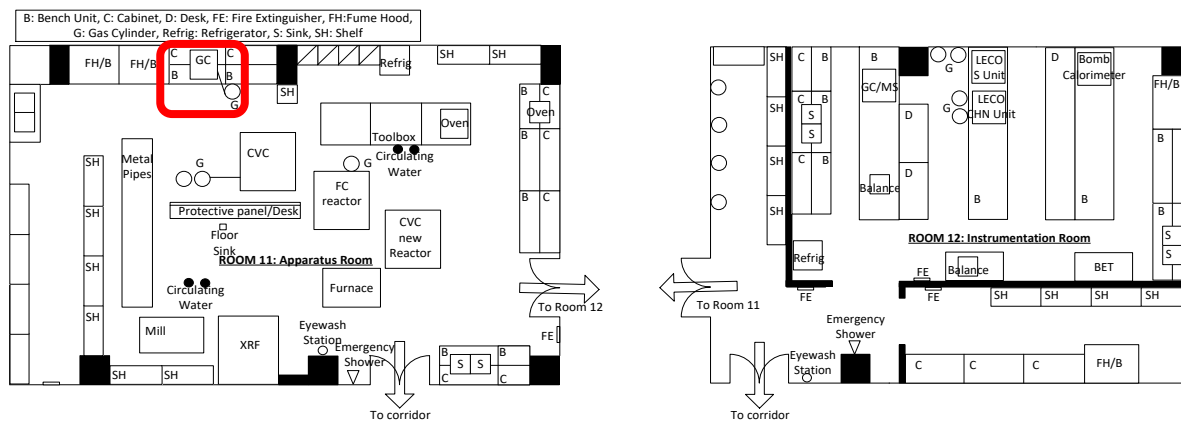 B: Bench Unit, C: Cabinet, D: Desk, FE: Fire Extinguisher, FH:Fume Hood,
G: Gas Cylinder, Refrig: Refrigerator, S: Sink, SH: Shelf
FH/B
FH/B
C
GC
C
B
B
G
SH
Refrig
SH
SH
B
C
Oven
B
C
B
C
Toolbox
Oven
Circulating
Water
SH
SH
SH
SH
Metal
Pipes
CVC
G
G
FC
reactor
Protective panel/Desk
Floor
Sink
CVC
new
Reactor
ROOM 11: Apparatus Room
Circulating
Water
Furnace
To Room 12
Mill
XRF
Eyewash
Station
Emergency
Shower
FE
SH
SH
B
B
S
S
C
C
To corridor
SH
SH
SH
SH
C
B
C
B
S
S
C
B
Refrig
B
GC/MS
Balance
D
D
G
LECO
S Unit
G
LECO
CHN Unit
B
D
Bomb
Calorimeter
B
SH
FH/B
B
B
S
S
ROOM 12: Instrumentation Room
Balance
BET
FE
FE
FE
To Room 11
SH
SH
SH
SH
Emergency
Shower
Eyewash
Station
C
C
C
FH/B
To corridor